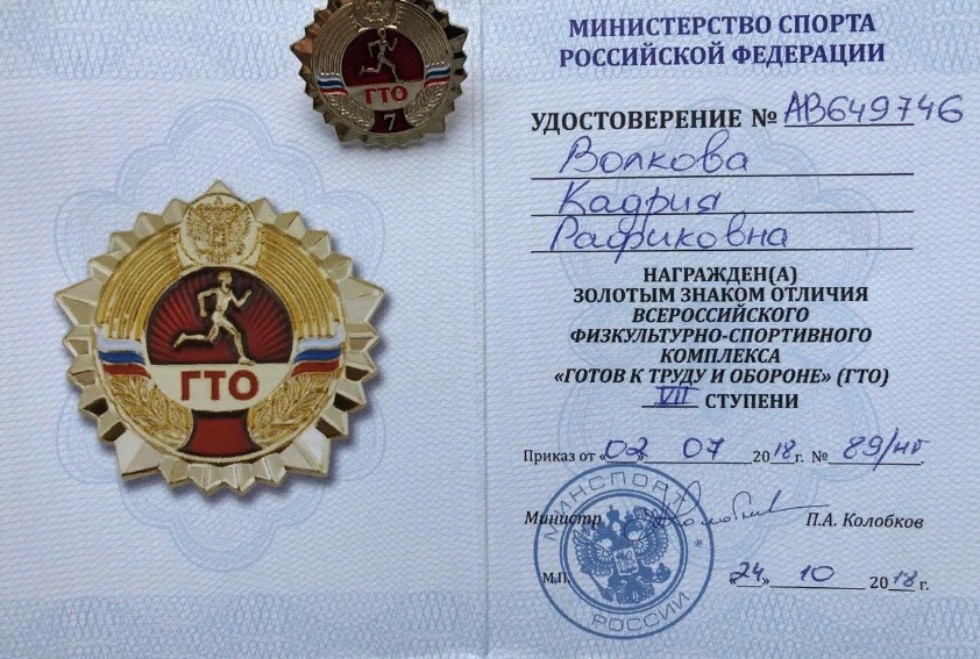 ГТО
7
ГТО
МИНИСТЕРСТВО СПОРТА
РОССИЙСКОЙ ФЕДЕРАЦИИ
УДОСТОВЕРЕНИЕ № АВ649746
Волкова
Кадрия
Рафиковна
НАГРАЖДЕН(А)
ЗОЛОТЫМ ЗНАКОМ ОТЛИЧИЯ
ВСЕРОССИЙСКОГО
ФИЗКУЛЬТУРНО-СПОРТИВНОГО
КОМПЛЕКСА
«ГОТОВ К ТРУДУ И ОБОРОНЕ» (ГТО)
VII СТУПЕНИ
Приказ от «02» 07 2018г. № 89/нг
Министр П.А. Колобков
М.П. «24» 10 2018 г.
МИНСПОРТ РОССИИ *